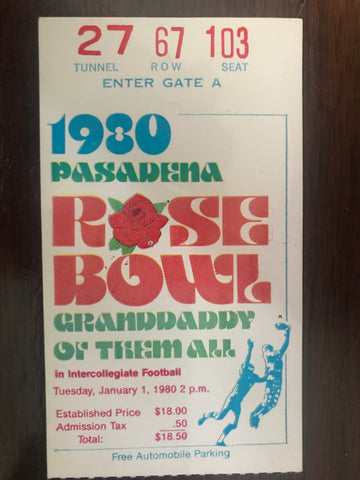 27 67 103
TUNNEL ROW SEAT
ENTER GATE A
1980
PASADENA
ROSE
BOWL
GRANDDADDY
OF THEM ALL
in Intercollegiate Football
Tuesday, January 1, 1980 2 p.m.
Established Price $18.00
Admission Tax .50
Total: $18.50
Free Automobile Parking